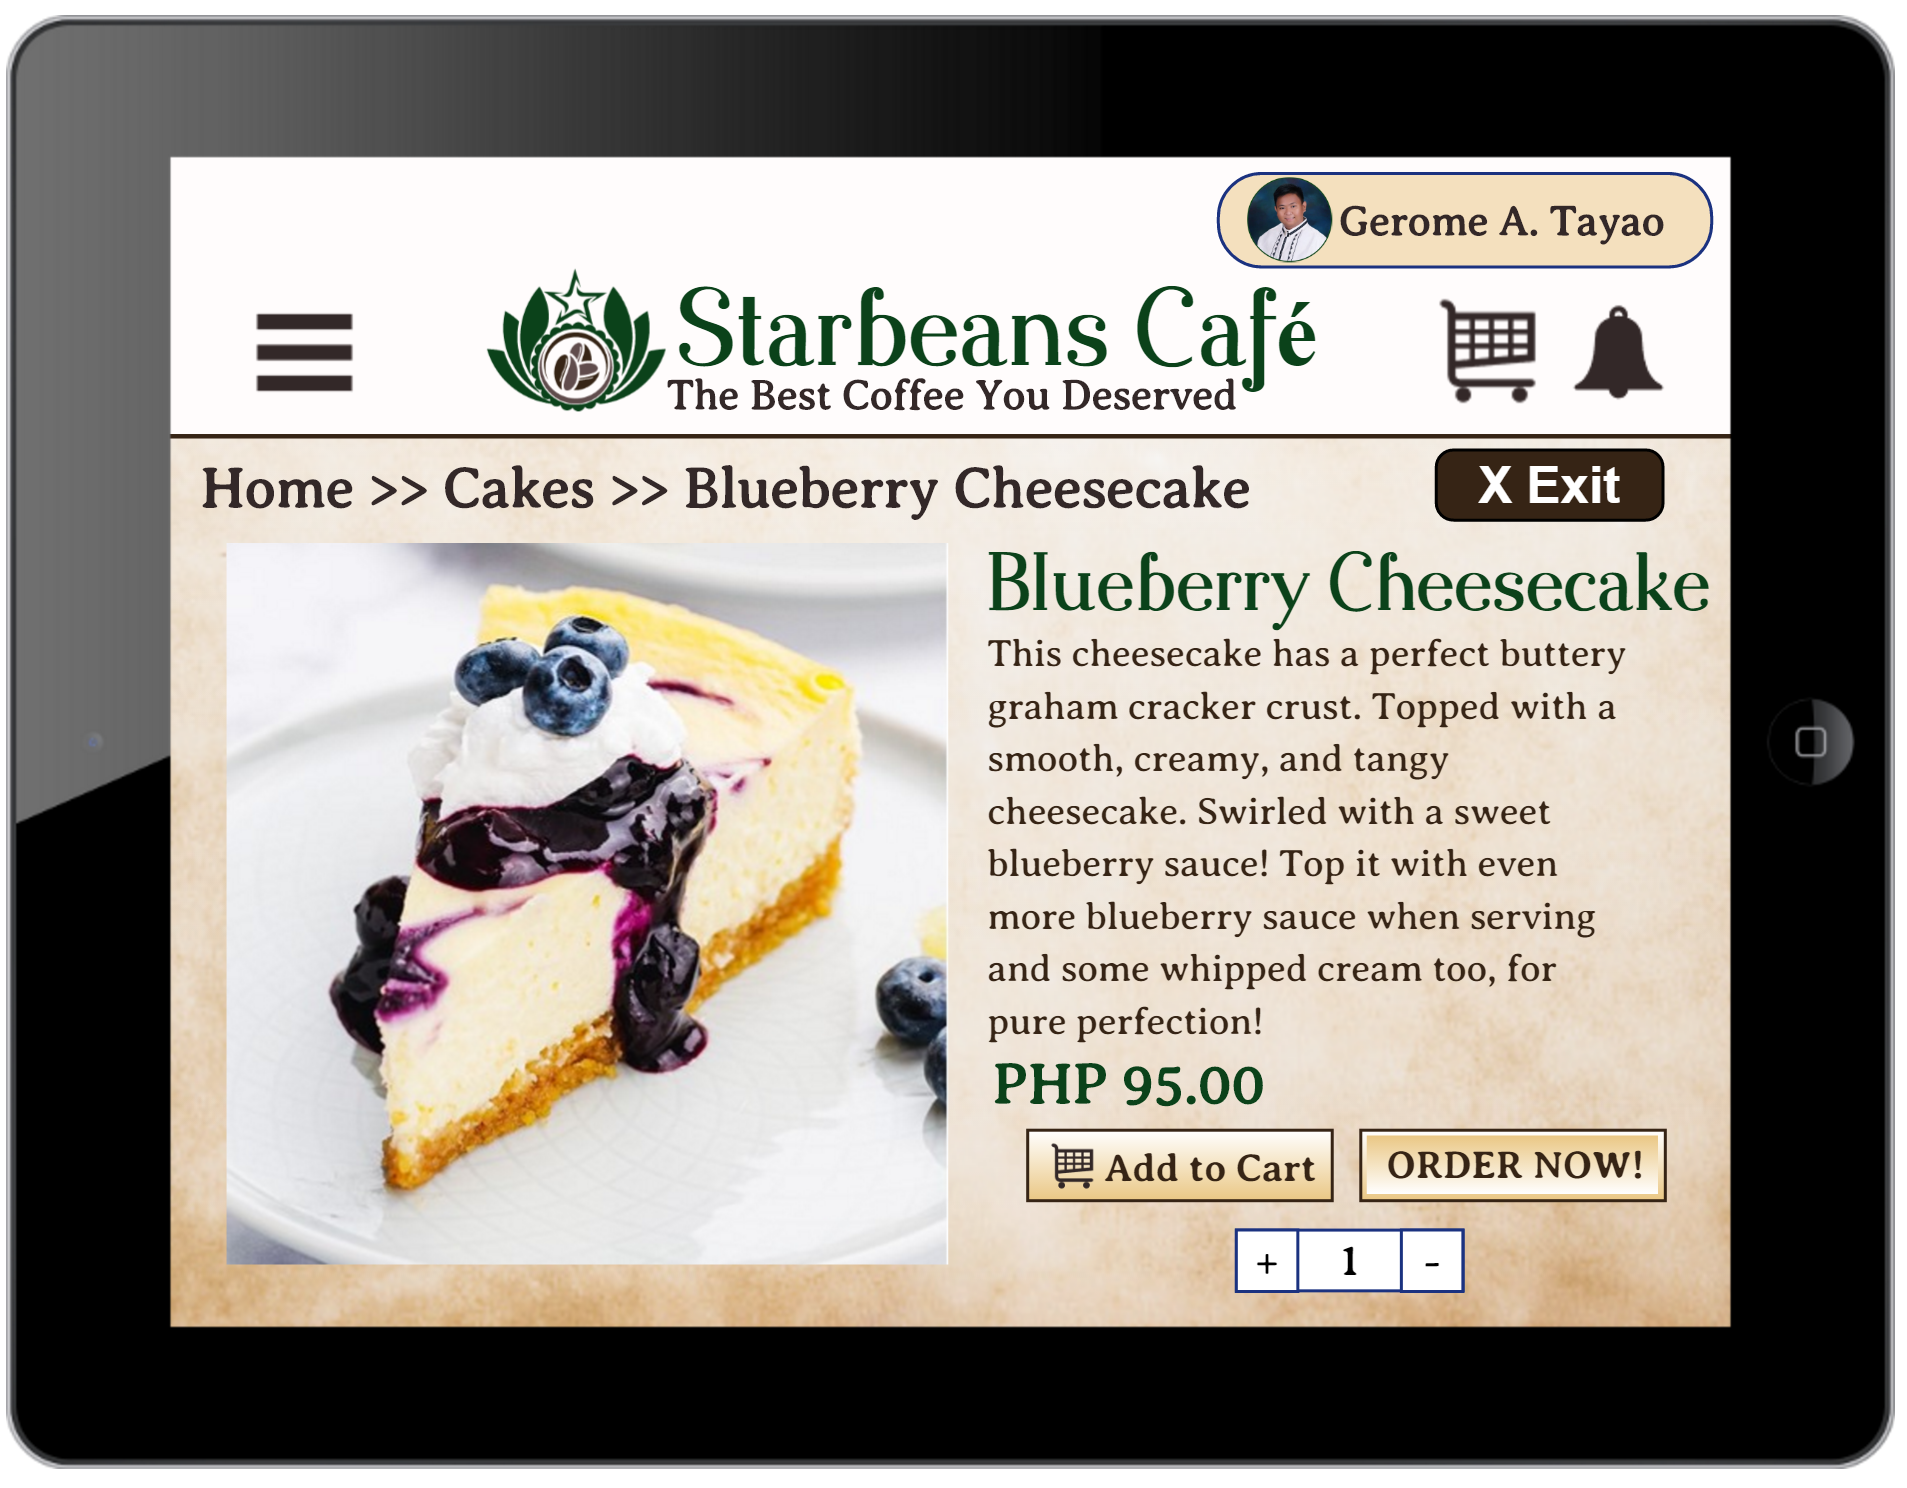 Gerome A. Tayao
Starbeans Café
The Best Coffee You Deserved
Home >> Cakes >> Blueberry Cheesecake
X Exit
Blueberry Cheesecake
This cheesecake has a perfect buttery
graham cracker crust. Topped with a
smooth, creamy, and tangy
cheesecake. Swirled with a sweet
blueberry sauce! Top it with even
more blueberry sauce when serving
and some whipped cream too, for
pure perfection!
PHP 95.00
Add to Cart
ORDER NOW!
+ 1 -